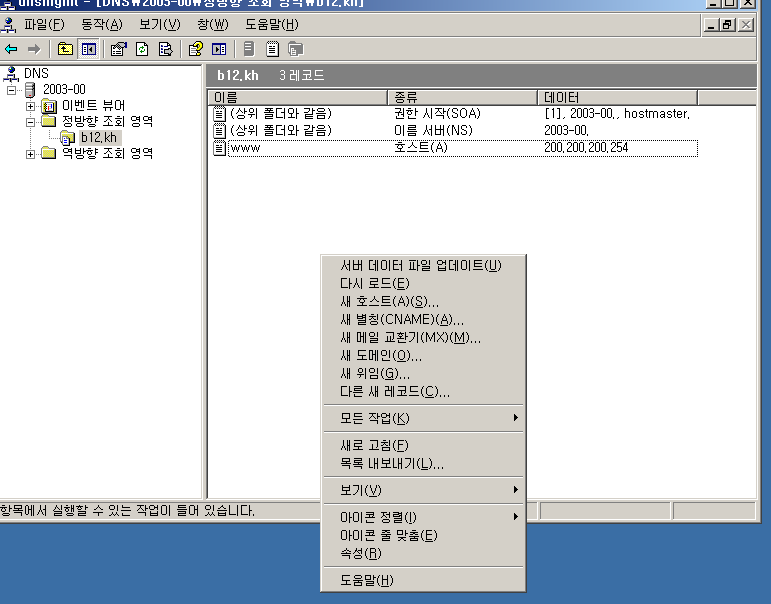 dnsmgmt - [DNS₩2003-00₩정방향 조회 영역₩b12.kh]
파일(F) 동작(A) 보기(V) 창(W) 도움말(H)
DNS
2003-00
이벤트 뷰어
정방향 조회 영역
b12.kh
역방향 조회 영역
b12.kh 3 레코드
이름 종류 데이터
(상위 폴더와 같음) 권한 시작(SOA) [1], 2003-00., hostmaster.
(상위 폴더와 같음) 이름 서버(NS) 2003-00.
www 호스트(A) 200.200.200.254
서버 데이터 파일 업데이트(U)
다시 로드(E)
새 호스트(A)(S)...
새 별칭(CNAME)(A)...
새 메일 교환기(MX)(M)...
새 도메인(O)...
새 위임(G)...
다른 새 레코드(C)...
모든 작업(K)
새로 고침(F)
목록 내보내기(L)...
보기(V)
아이콘 정렬(I)
아이콘 줄 맞춤(E)
속성(R)
도움말(H)
항목에서 실행할 수 있는 작업이 들어 있습니다.